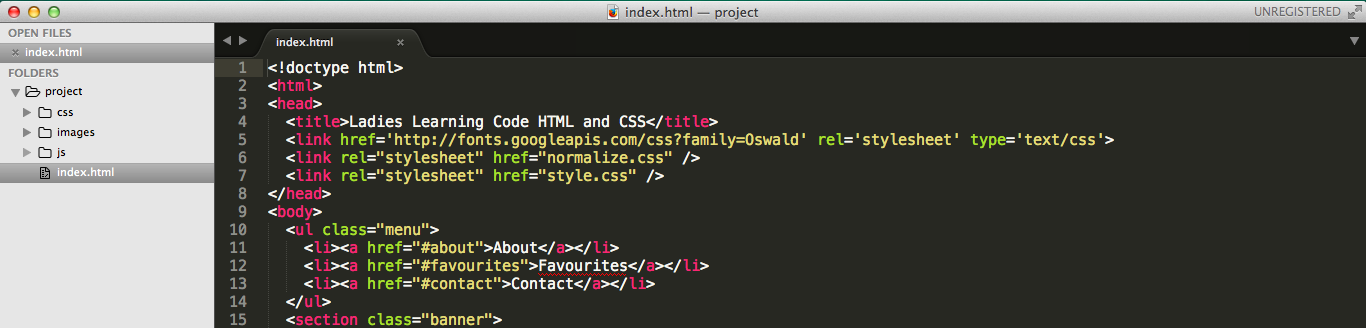 index.html — project
UNREGISTERED
OPEN FILES
index.html
FOLDERS
project
css
images
js
index.html
index.html
1 <!doctype html>
2 <html>
3 <head>
4 <title>Ladies Learning Code HTML and CSS</title>
5 <link href='http://fonts.googleapis.com/css?family=Oswald' rel='stylesheet' type='text/css'>
6 <link rel="stylesheet" href="normalize.css" />
7 <link rel="stylesheet" href="style.css" />
8 </head>
9 <body>
10 <ul class="menu">
11 <li><a href="#about">About</a></li>
12 <li><a href="#favourites">Favourites</a></li>
13 <li><a href="#contact">Contact</a></li>
14 </ul>
15 <section class="banner">